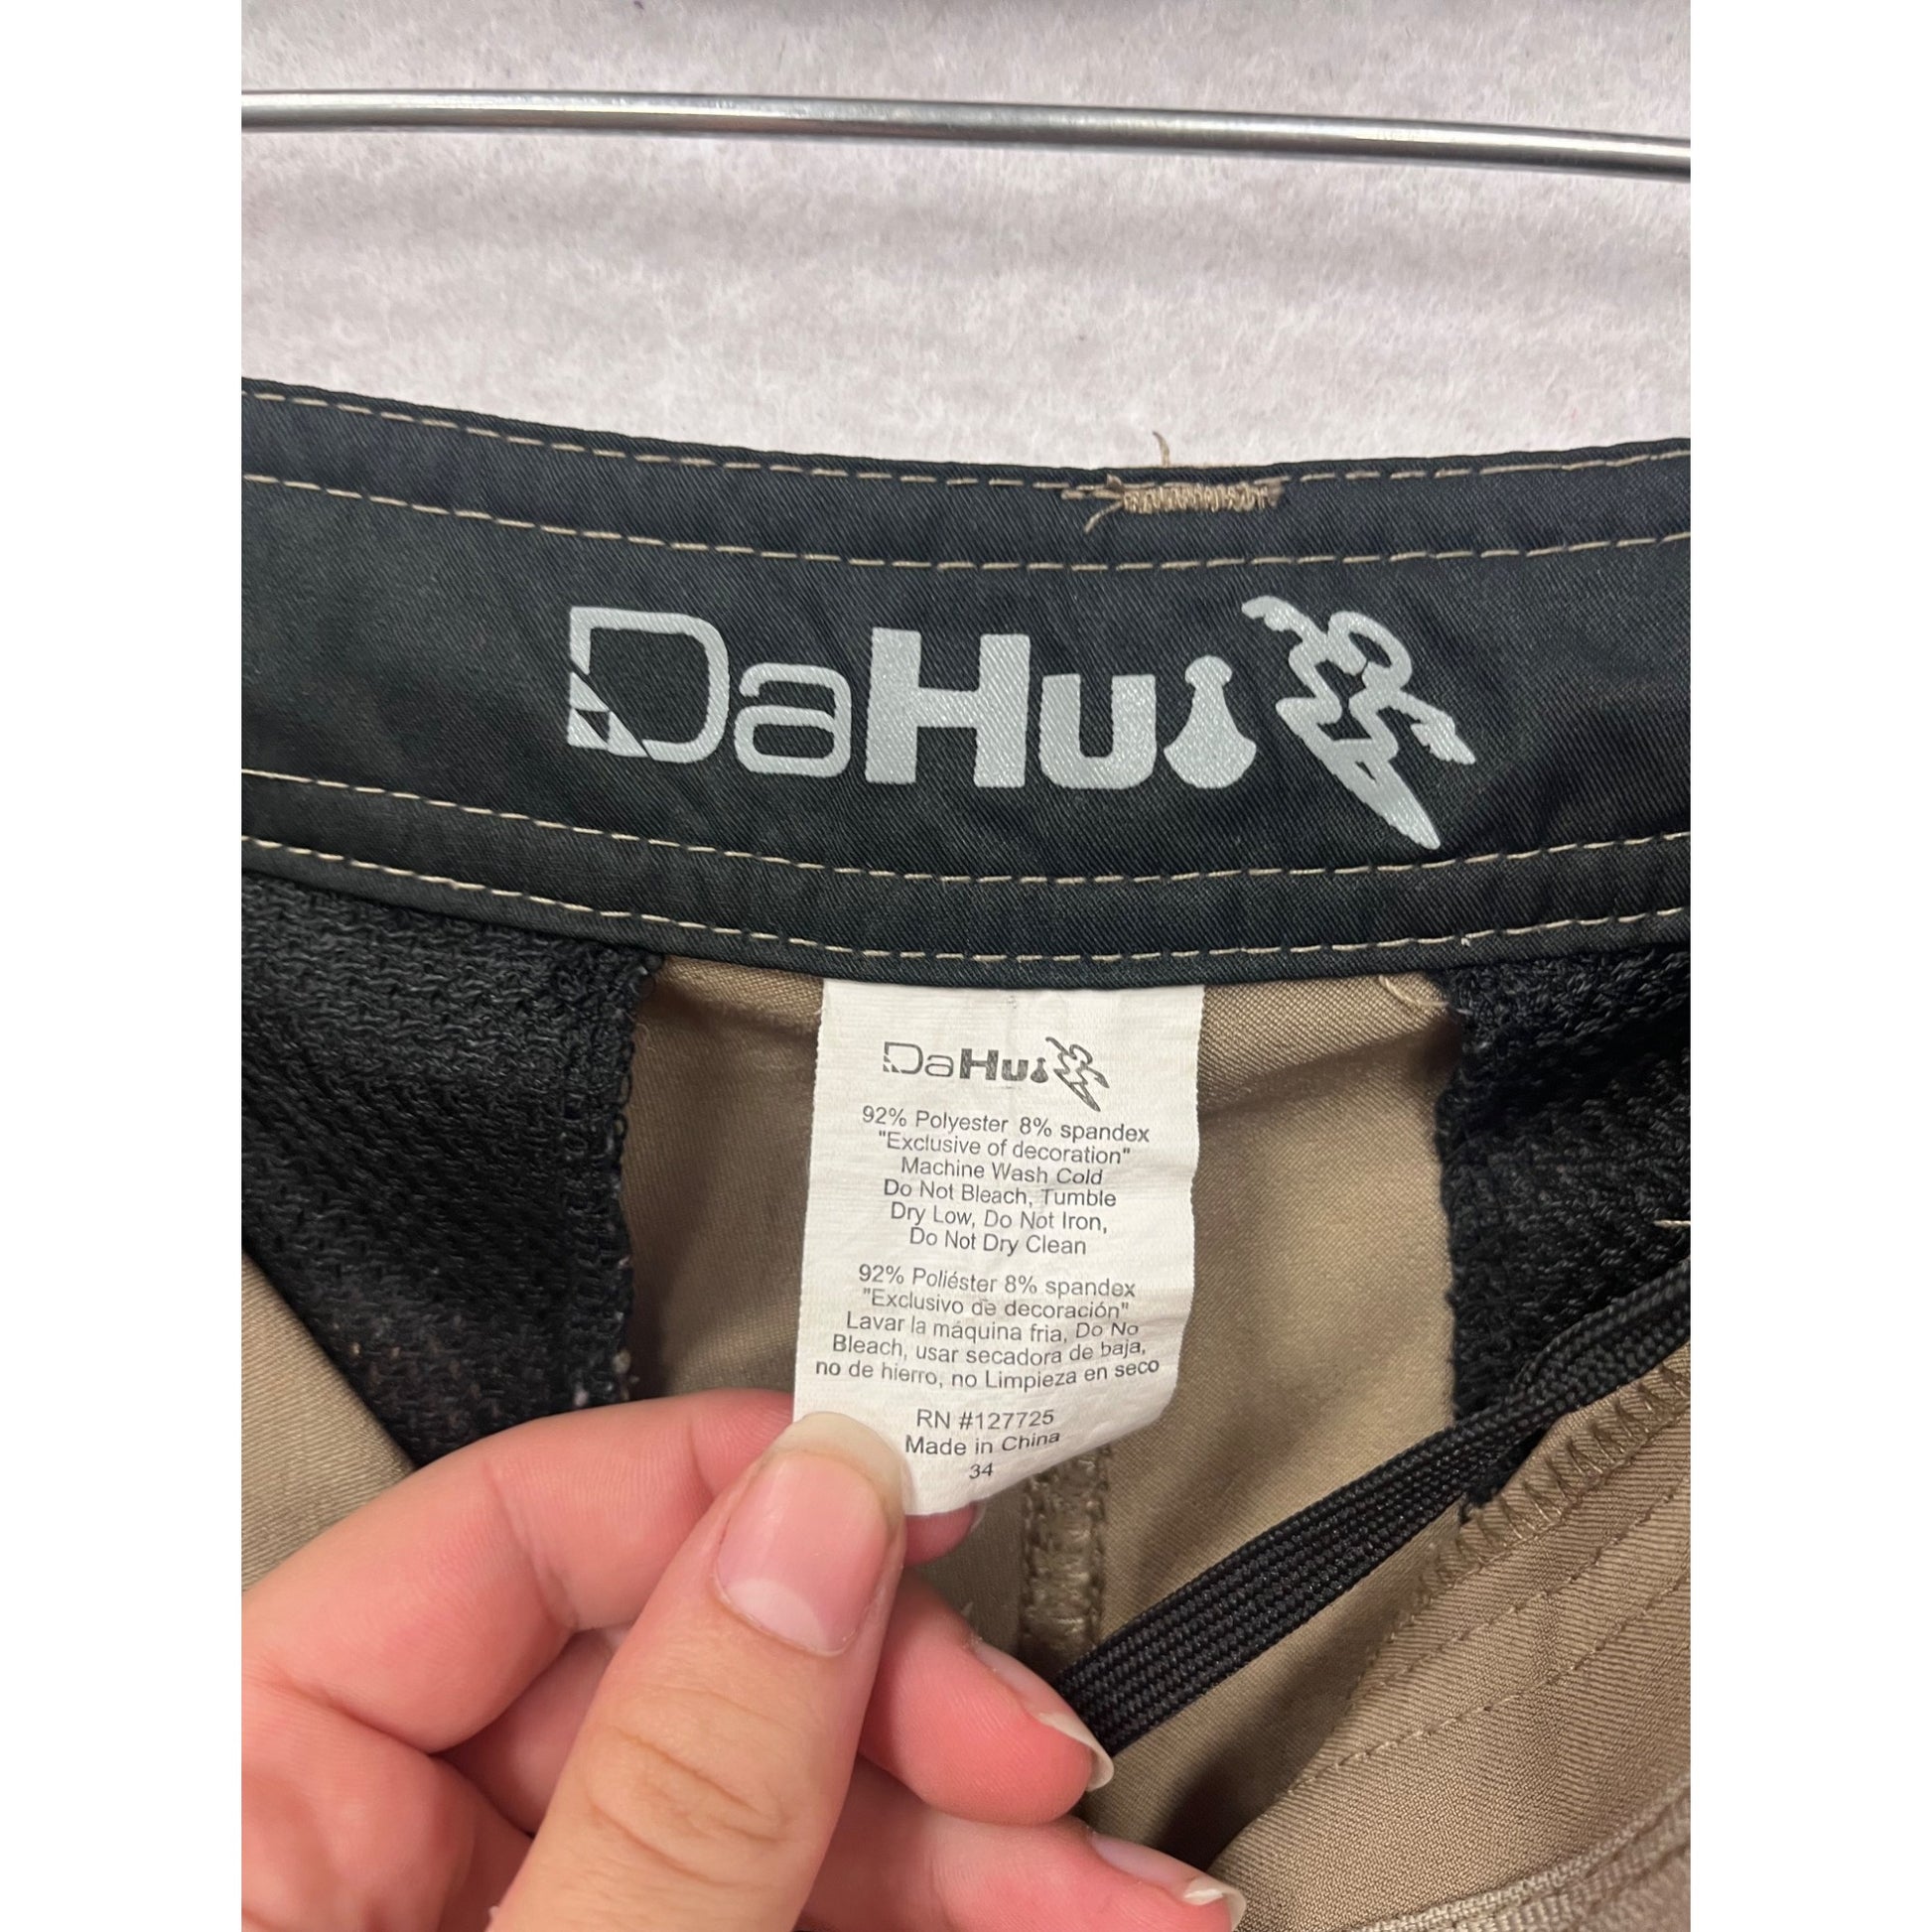 DaHui
DaHui
92% Polyester 8% spandex
"Exclusive of decoration"
Machine Wash Cold
Do Not Bleach, Tumble
Dry Low, Do Not Iron,
Do Not Dry Clean
92% Poliéster 8% spandex
"Exclusivo de decoración"
Lavar la máquina fria, Do No
Bleach, usar secadora de baja,
no de hierro, no Limpieza en seco
RN #127725
Made in China
34